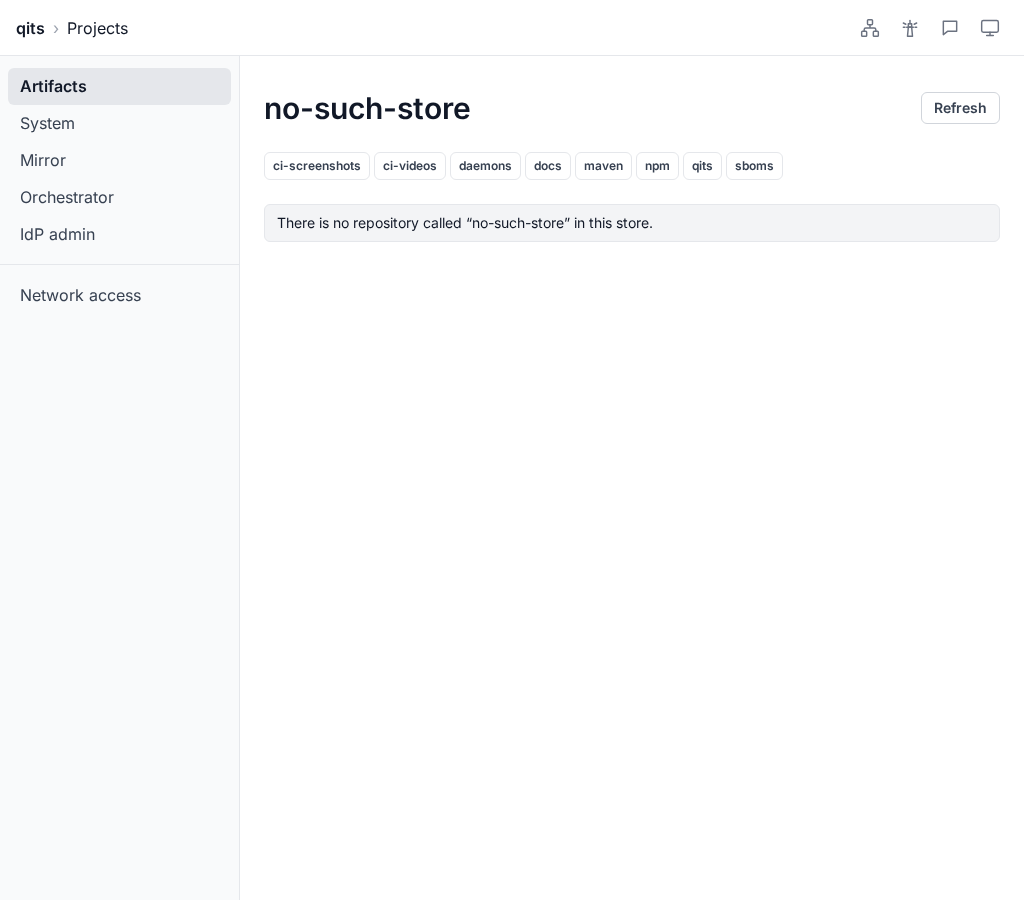 qits › Projects
Artifacts
System
Mirror
Orchestrator
IdP admin
Network access
no-such-store
Refresh
ci-screenshots ci-videos daemons docs maven npm qits sboms
There is no repository called “no-such-store” in this store.